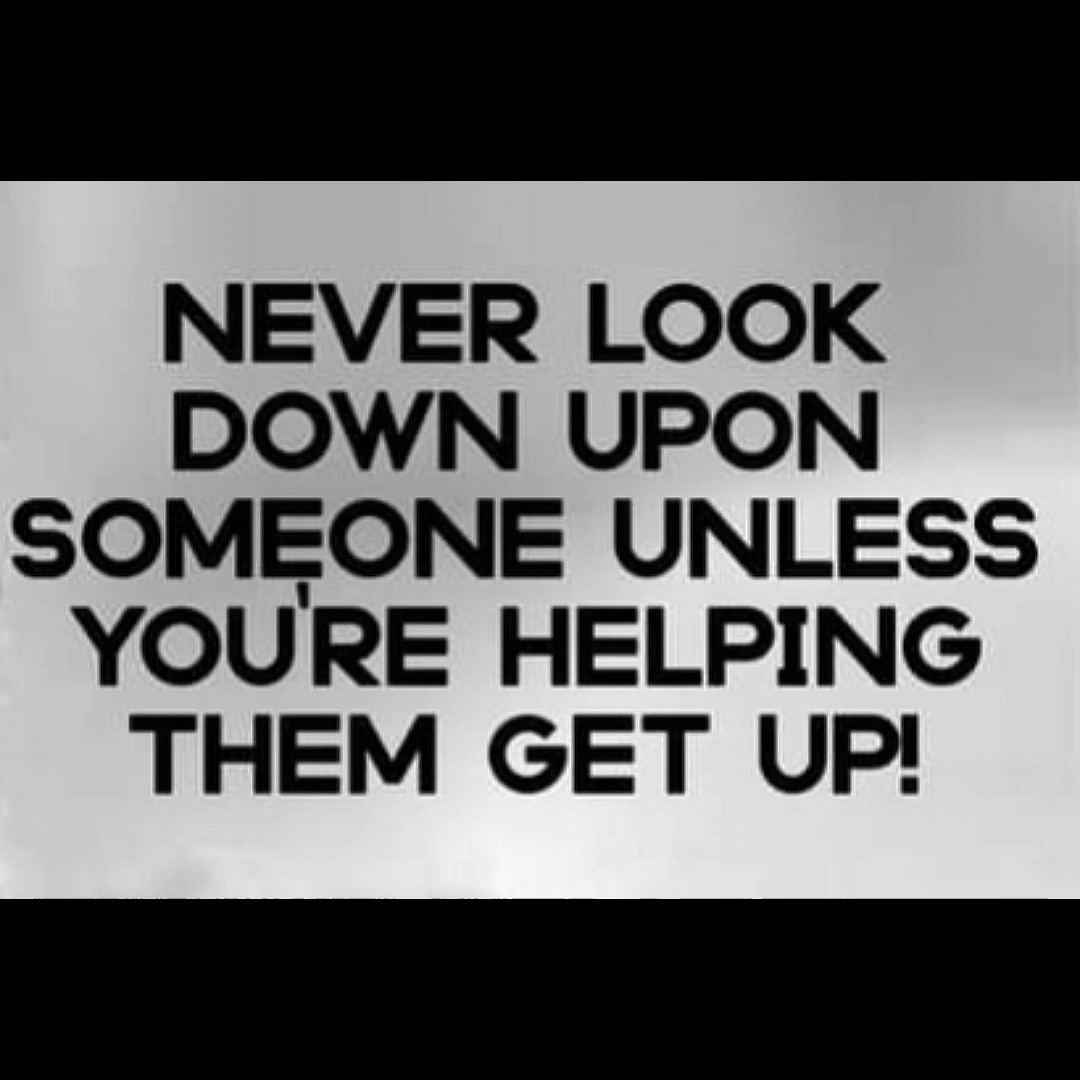 NEVER LOOK
DOWN UPON
SOMEONE UNLESS
YOU'RE HELPING
THEM GET UP!